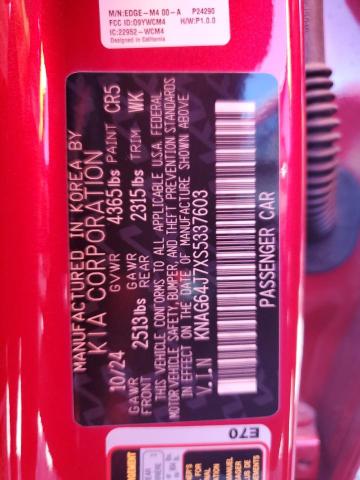 M/N:EDGE-M4 00-A P24290
FCC ID:O9YWCM4 H/W:P1.0.0
IC:22952-WCM4
Designed in California
MANUFACTURED IN KOREA BY
KIA CORPORATION
10/24 GVWR 4365lbs PAINT CR5
GAWR FRONT 2513lbs GAWR REAR 2315lbs TRIM WK
THIS VEHICLE CONFORMS TO ALL APPLICABLE U.S.A. FEDERAL
MOTOR VEHICLE SAFETY, BUMPER, AND THEFT PREVENTION STANDARDS
IN EFFECT ON THE DATE OF MANUFACTURE SHOWN ABOVE
V.I.N KNAG64J7XS5337603
PASSENGER CAR
E70